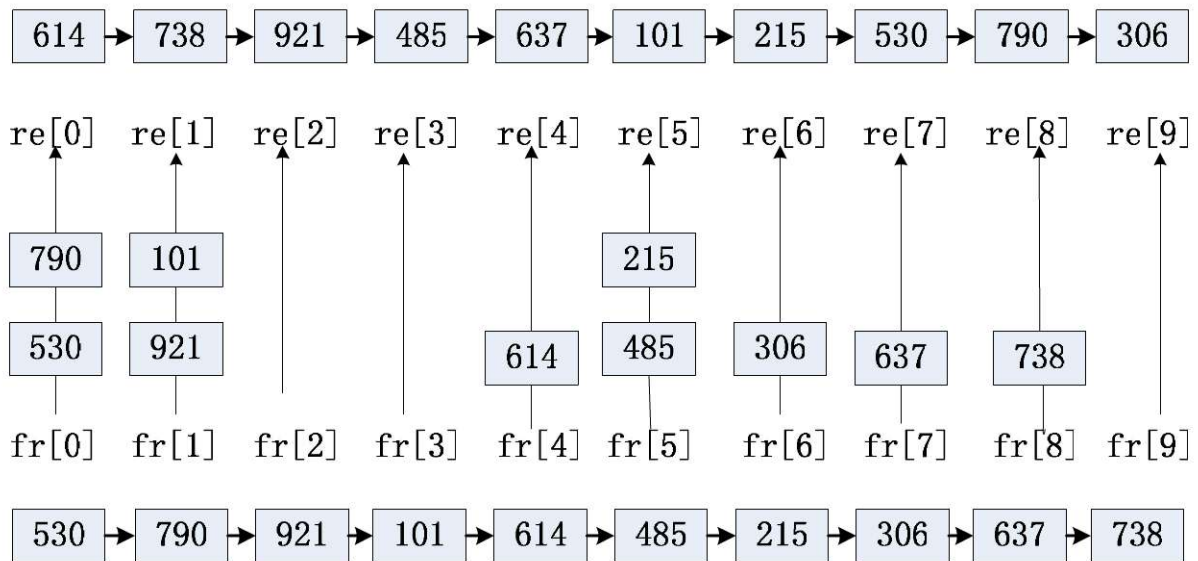 614 738 921 485 637 101 215 530 790 306
re[0] re[1] re[2] re[3] re[4] re[5] re[6] re[7] re[8] re[9]
790 101 215
530 921 614 485 306 637 738
fr[0] fr[1] fr[2] fr[3] fr[4] fr[5] fr[6] fr[7] fr[8] fr[9]
530 790 921 101 614 485 215 306 637 738